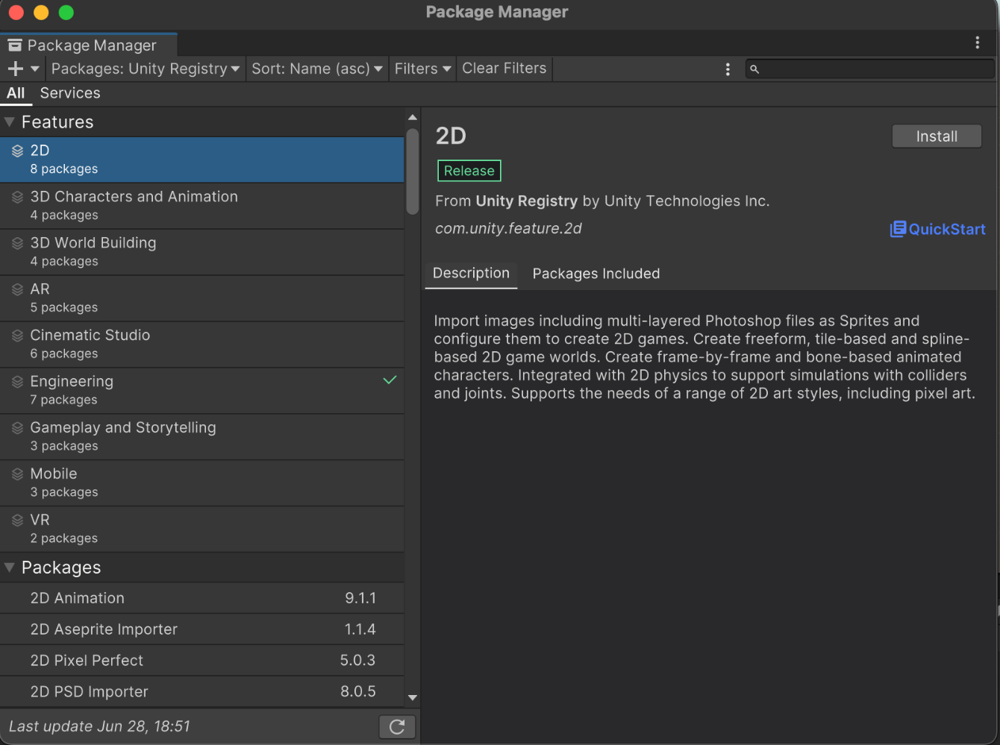 Package Manager
Package Manager
Packages: Unity Registry
Sort: Name (asc)
Filters
Clear Filters
All
Services
Features
2D
8 packages
3D Characters and Animation
4 packages
3D World Building
4 packages
AR
5 packages
Cinematic Studio
6 packages
Engineering
7 packages
Gameplay and Storytelling
3 packages
Mobile
3 packages
VR
2 packages
Packages
2D Animation 9.1.1
2D Aseprite Importer 1.1.4
2D Pixel Perfect 5.0.3
2D PSD Importer 8.0.5
Last update Jun 28, 18:51
2D
Install
Release
From Unity Registry by Unity Technologies Inc.
com.unity.feature.2d
QuickStart
Description
Packages Included
Import images including multi-layered Photoshop files as Sprites and
configure them to create 2D games. Create freeform, tile-based and spline-
based 2D game worlds. Create frame-by-frame and bone-based animated
characters. Integrated with 2D physics to support simulations with colliders
and joints. Supports the needs of a range of 2D art styles, including pixel art.